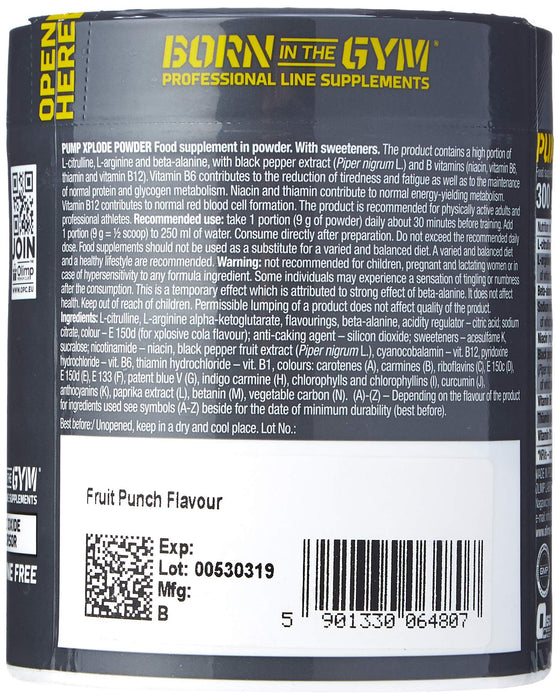 OPEN
HERE
BORN IN THE GYM®
PROFESSIONAL LINE SUPPLEMENTS
PUMP XPLODE POWDER Food supplement in powder. With sweeteners. The product contains a high portion of
L-citrulline, L-arginine and beta-alanine, with black pepper extract (Piper nigrum L.) and B vitamins (niacin, vitamin B6,
thiamin and vitamin B12). Vitamin B6 contributes to the reduction of tiredness and fatigue as well as to the maintenance
of normal protein and glycogen metabolism. Niacin and thiamin contribute to normal energy-yielding metabolism.
Vitamin B12 contributes to normal red blood cell formation. The product is recommended for physically active adults and
professional athletes. Recommended use: take 1 portion (9 g of powder) daily about 30 minutes before training. Add
1 portion (9 g = ½ scoop) to 250 ml of water. Consume directly after preparation. Do not exceed the recommended daily
dose. Food supplements should not be used as a substitute for a varied and balanced diet. A varied and balanced diet
and a healthy lifestyle are recommended. Warning: not recommended for children, pregnant and lactating women or in
case of hypersensitivity to any formula ingredient. Some individuals may experience a sensation of tingling or numbness
after the consumption. This is a temporary effect which is attributed to strong effect of beta-alanine. It does not affect
health. Keep out of reach of children. Permissible lumping of a product does not affect quality of the product.
Ingredients: L-citrulline, L-arginine alpha-ketoglutarate, flavourings, beta-alanine, acidity regulator – citric acid; sodium
citrate, colour – E 150d (for xplosive cola flavour); anti-caking agent – silicon dioxide; sweeteners – acesulfame K,
sucralose; nicotinamide – niacin, black pepper fruit extract (Piper nigrum L.), cyanocobalamin – vit. B12, pyridoxine
hydrochloride – vit. B6, thiamin hydrochloride – vit. B1, colours: carotenes (A), carmines (B), riboflavins (C), E 150c (D),
E 150d (E), E 133 (F), patent blue V (G), indigo carmine (H), chlorophylls and chlorophyllins (I), curcumin (J),
anthocyanins (K), paprika extract (L), betanin (M), vegetable carbon (N). (A)-(Z) – Depending on the flavour of the product
for ingredients used see symbols (A-Z) beside the date of minimum durability (best before).
Best before:/ Unopened, keep in a dry and cool place. Lot No.:
JOIN
Olimp
WWW.OPC.EU
IN THE GYM®
SUPPLEMENTS
OXIDE
FREE
Fruit Punch Flavour
Exp:
Lot: 00530319
Mfg:
B
5 901330 064807
PUM
300
GMP